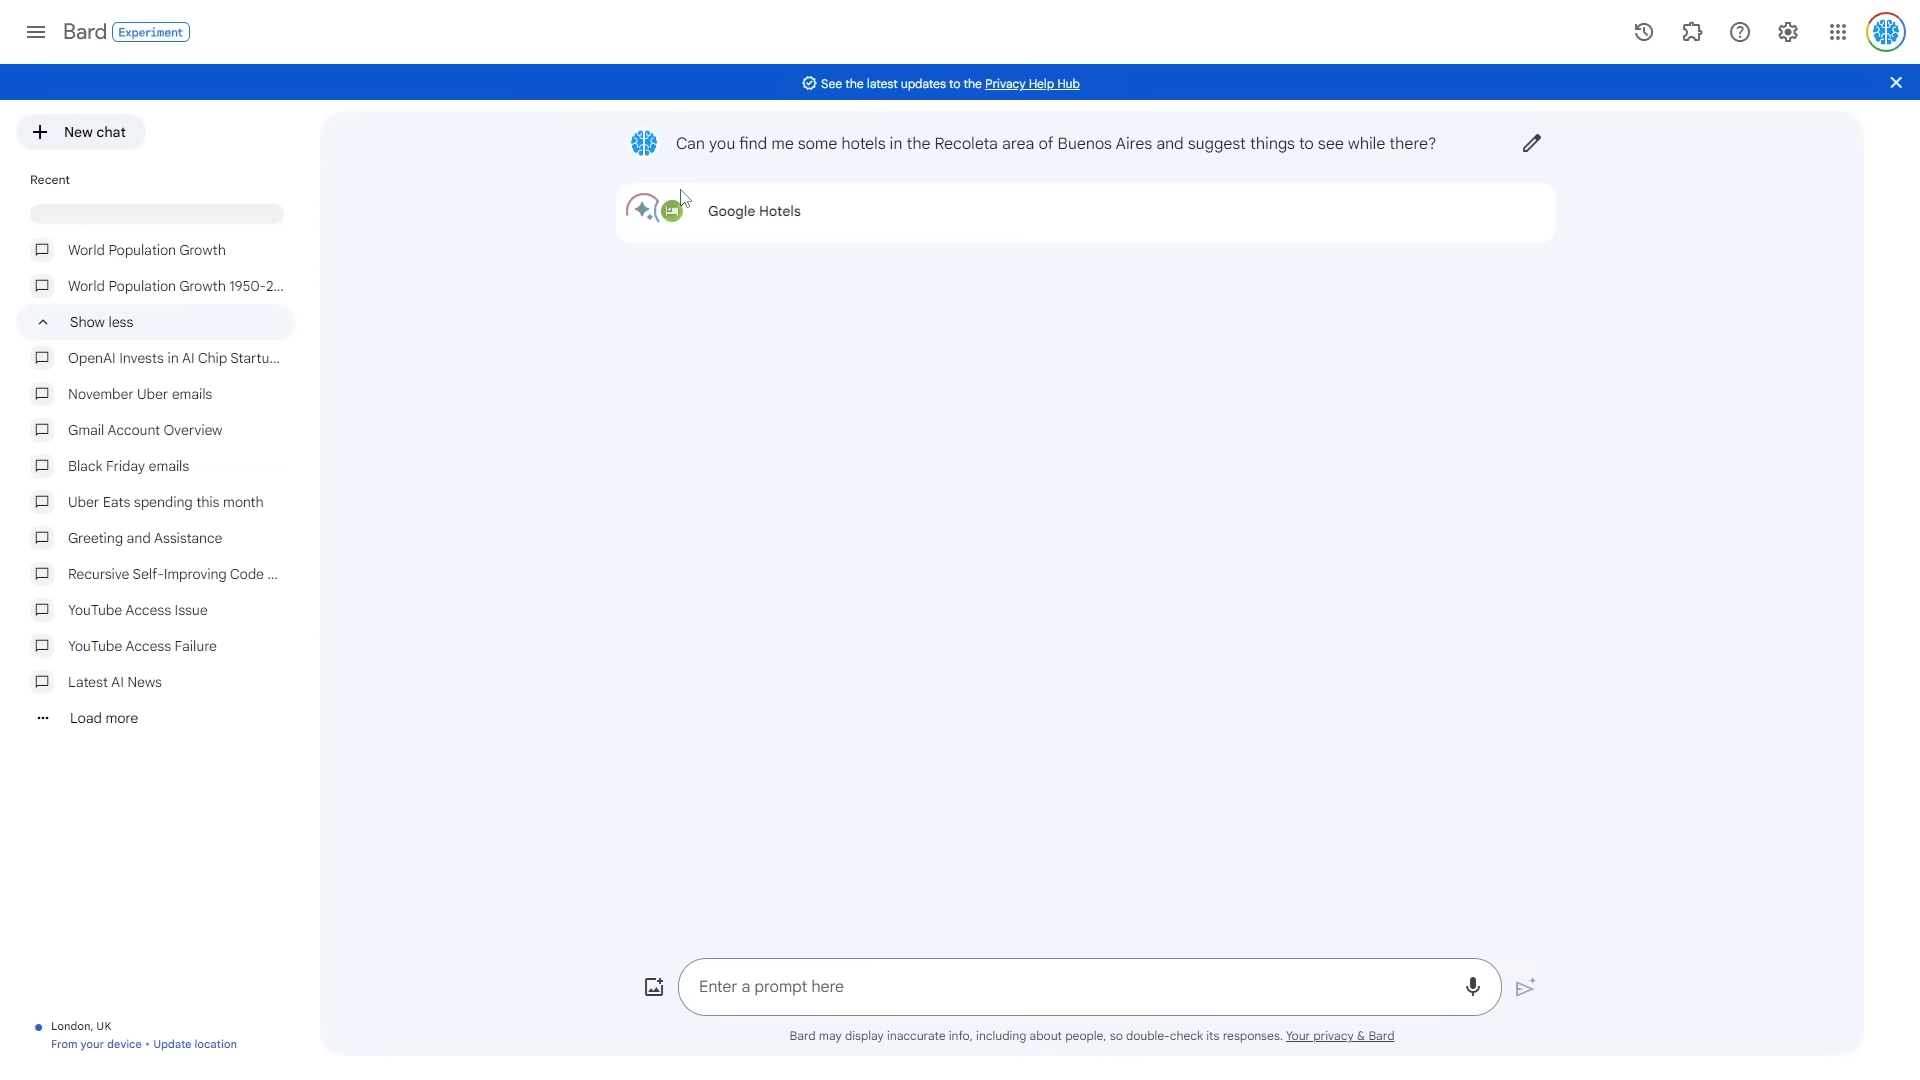 Bard Experiment
See the latest updates to the Privacy Help Hub
New chat
Recent
World Population Growth
World Population Growth 1950-2...
Show less
OpenAI Invests in AI Chip Startu...
November Uber emails
Gmail Account Overview
Black Friday emails
Uber Eats spending this month
Greeting and Assistance
Recursive Self-Improving Code ...
YouTube Access Issue
YouTube Access Failure
Latest AI News
Load more
London, UK
From your device • Update location
Can you find me some hotels in the Recoleta area of Buenos Aires and suggest things to see while there?
Google Hotels
Enter a prompt here
Bard may display inaccurate info, including about people, so double-check its responses. Your privacy & Bard